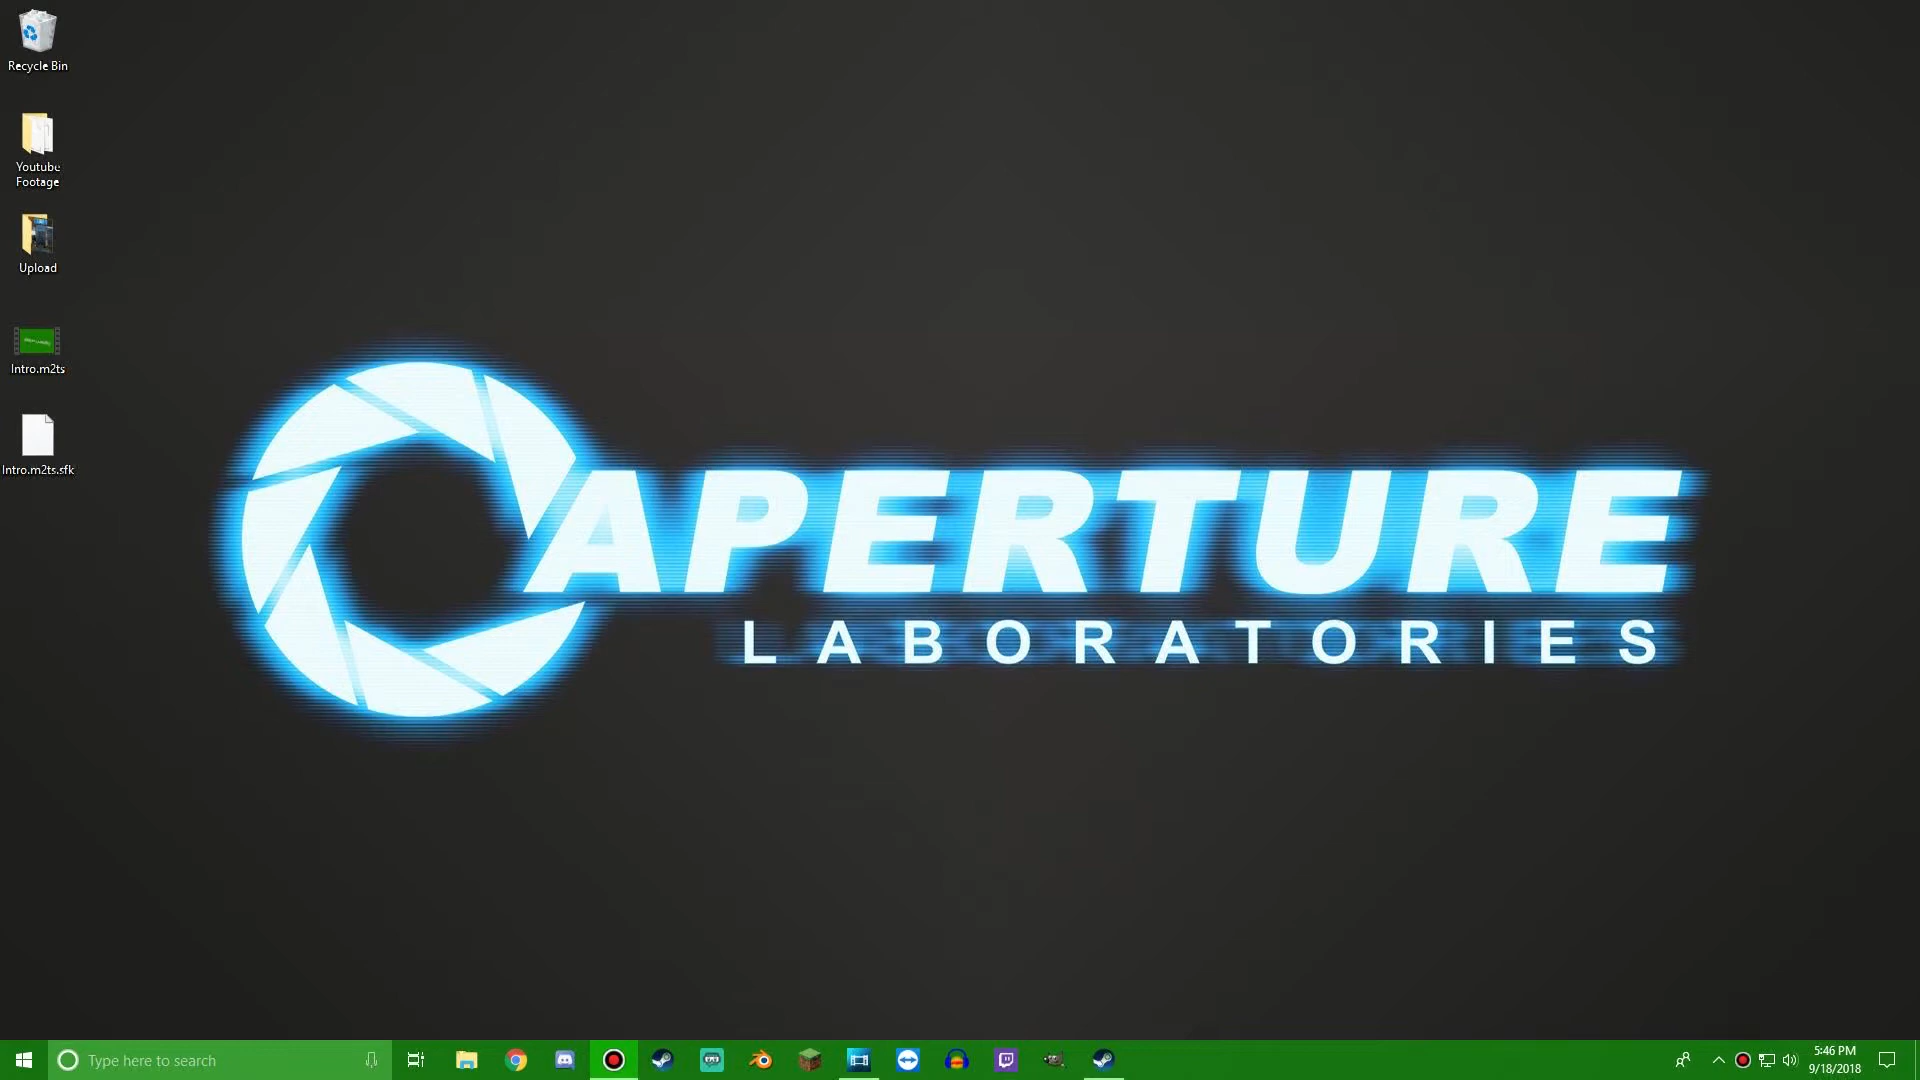 Recycle Bin
Youtube
Footage
Upload
Intro.m2ts
Intro.m2ts.sfk
APERTURE
LABORATORIES
Type here to search
5:46 PM
9/18/2018